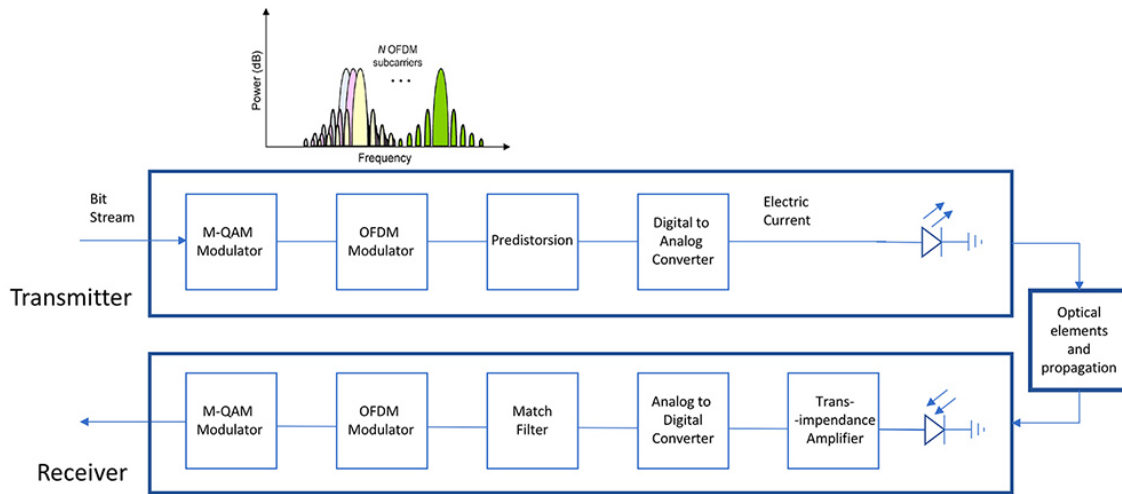 N OFDM
subcarriers
• • •
Power (dB)
Frequency
Bit
Stream
M-QAM
Modulator
OFDM
Modulator
Predistorsion
Digital to
Analog
Converter
Electric
Current
Transmitter
Optical
elements
and
propagation
M-QAM
Modulator
OFDM
Modulator
Match
Filter
Analog to
Digital
Converter
Trans-
-impendance
Amplifier
Receiver